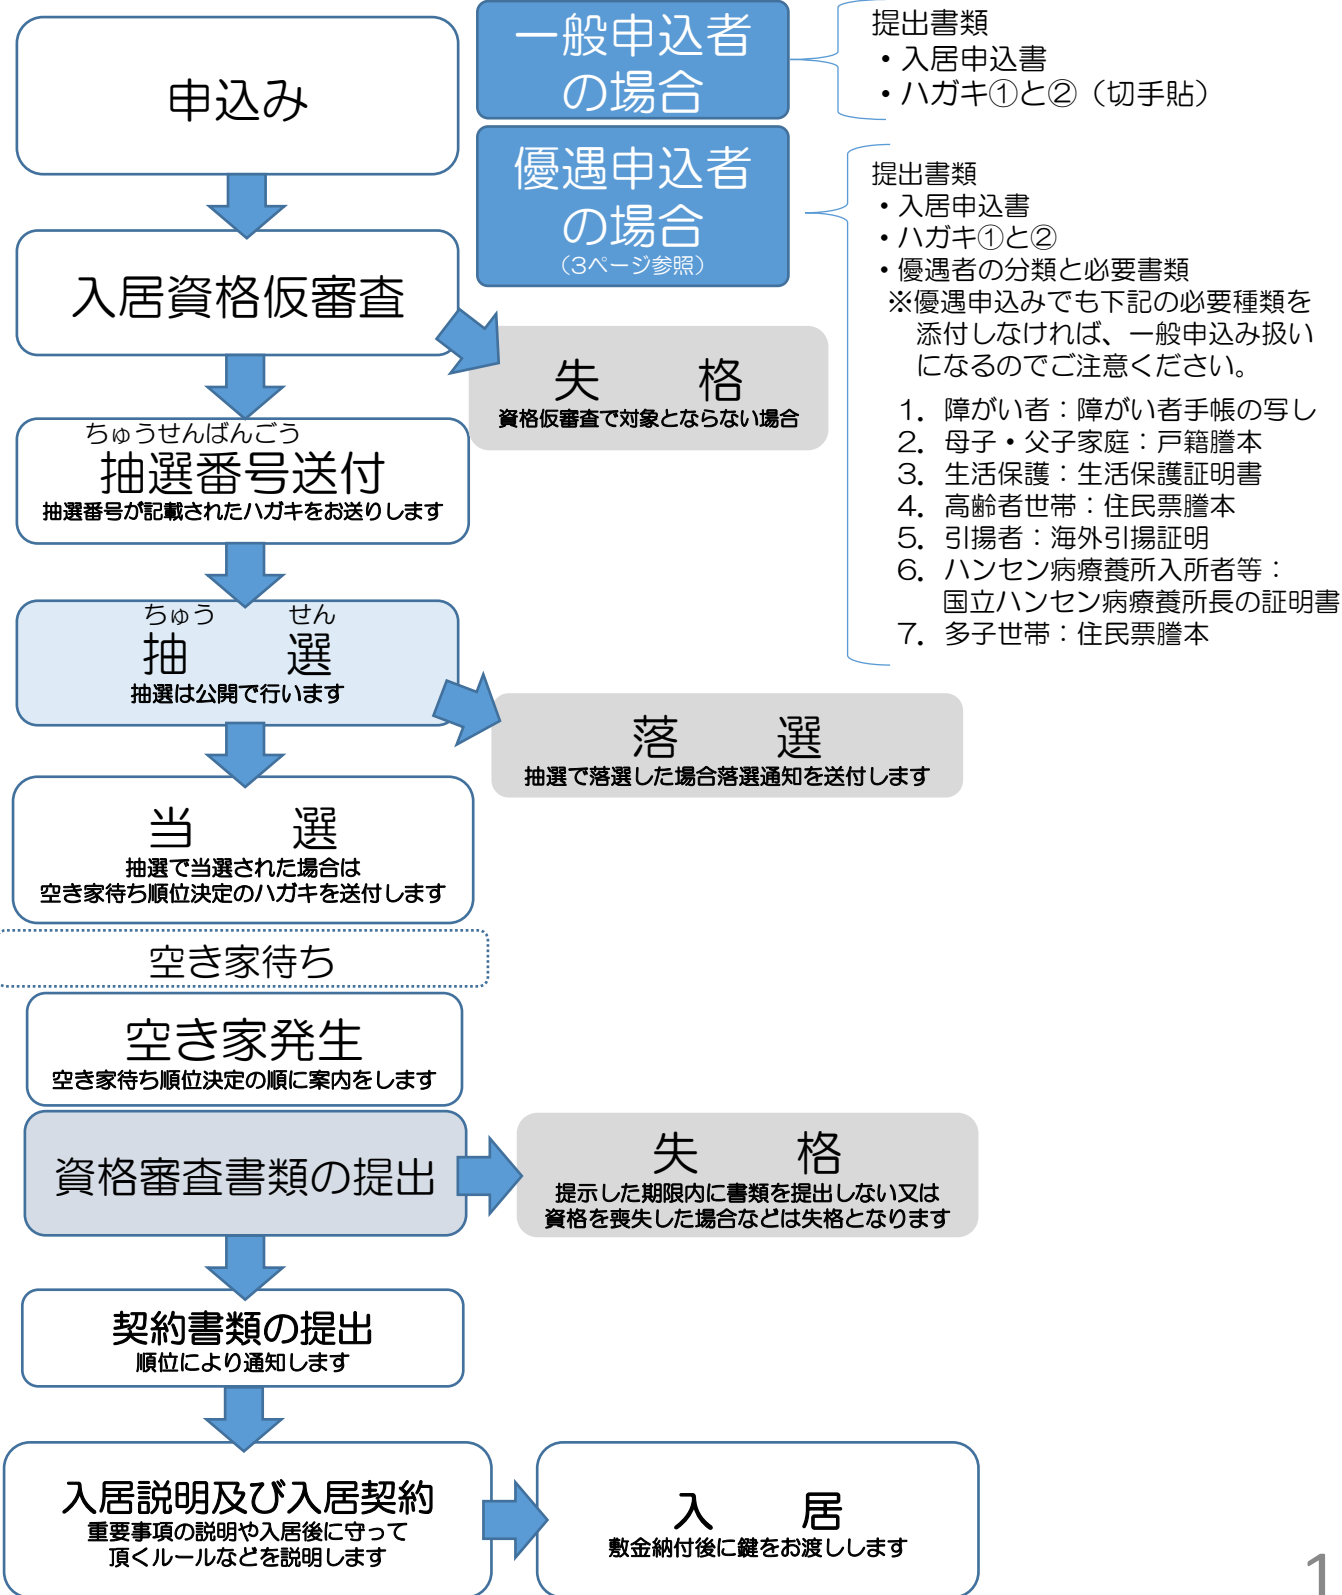 申込み
一般申込者
の場合
提出書類
・入居申込書
・ハガキ①と②（切手貼）
優遇申込者
の場合
（3ページ参照）
提出書類
・入居申込書
・ハガキ①と②
・優遇者の分類と必要書類
※優遇申込みでも下記の必要種類を
添付しなければ、一般申込み扱い
になるのでご注意ください。
1．障がい者：障がい者手帳の写し
2．母子・父子家庭：戸籍謄本
3．生活保護：生活保護証明書
4．高齢者世帯：住民票謄本
5．引揚者：海外引揚証明
6．ハンセン病療養所入所者等：
国立ハンセン病療養所長の証明書
7．多子世帯：住民票謄本
入居資格仮審査
失　格
資格仮審査で対象とならない場合
ちゅうせんばんごう
抽選番号送付
抽選番号が記載されたハガキをお送りします
ちゅう　せん
抽　選
抽選は公開で行います
落　選
抽選で落選した場合落選通知を送付します
当　選
抽選で当選された場合は
空き家待ち順位決定のハガキを送付します
空き家待ち
空き家発生
空き家待ち順位決定の順に案内をします
資格審査書類の提出
失　格
提示した期限内に書類を提出しない又は
資格を喪失した場合などは失格となります
契約書類の提出
順位により通知します
入居説明及び入居契約
重要事項の説明や入居後に守って
頂くルールなどを説明します
入　居
敷金納付後に鍵をお渡しします
1